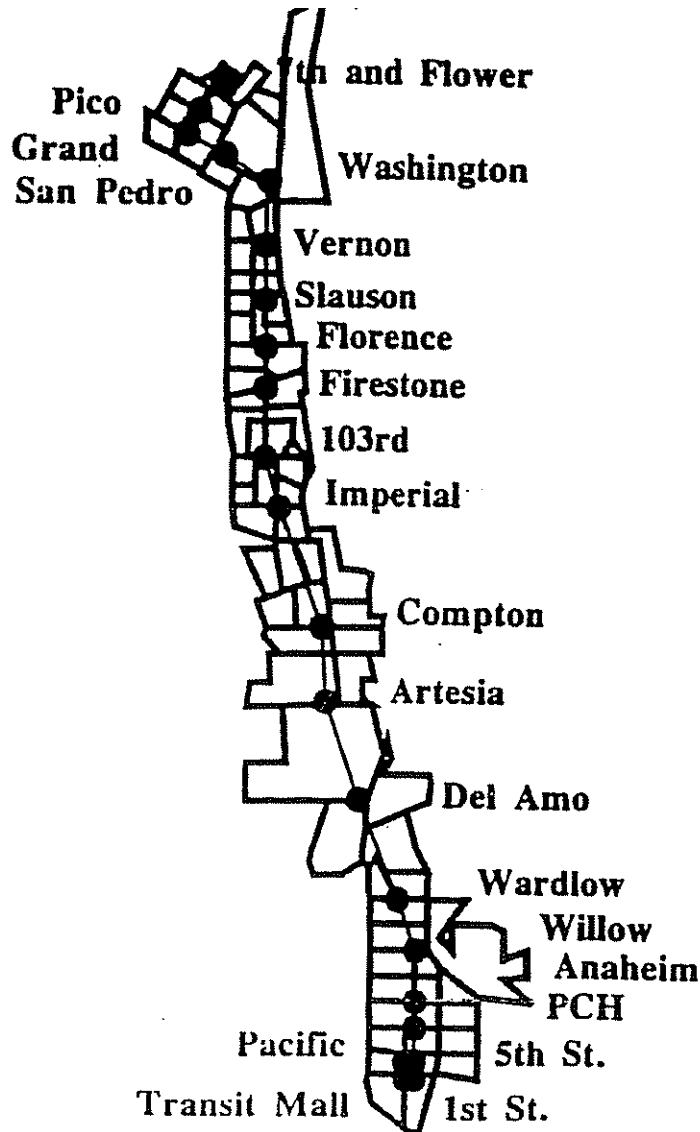 7th and Flower
Pico
Grand
Washington
San Pedro
Vernon
Slauson
Florence
Firestone
103rd
Imperial
Compton
Artesia
Del Amo
Wardlow
Willow
Anaheim
PCH
Pacific
5th St.
Transit Mall
1st St.